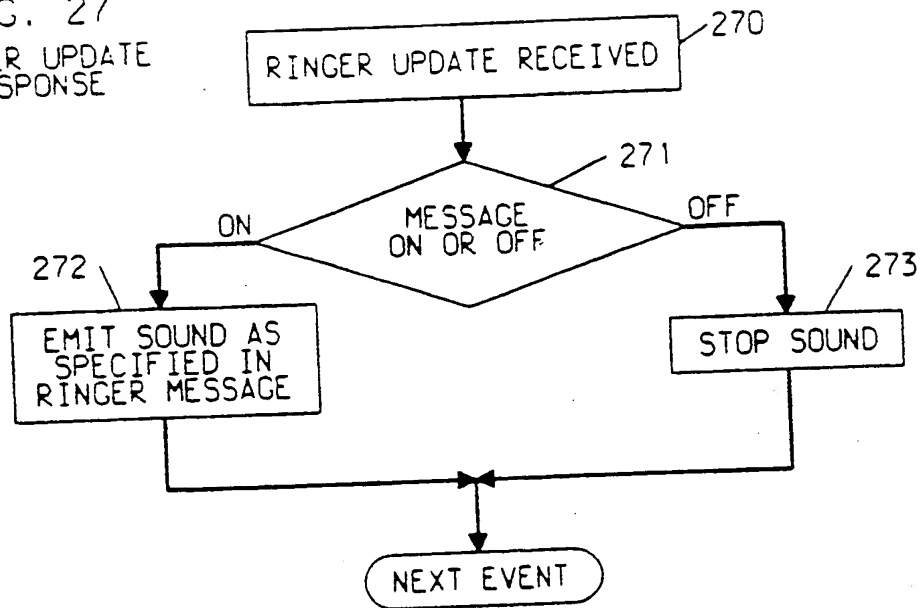 G. 27
R UPDATE
SPONSE
RINGER UPDATE RECEIVED
270
271
MESSAGE
ON OR OFF
ON
OFF
272
273
EMIT SOUND AS
SPECIFIED IN
RINGER MESSAGE
STOP SOUND
NEXT EVENT